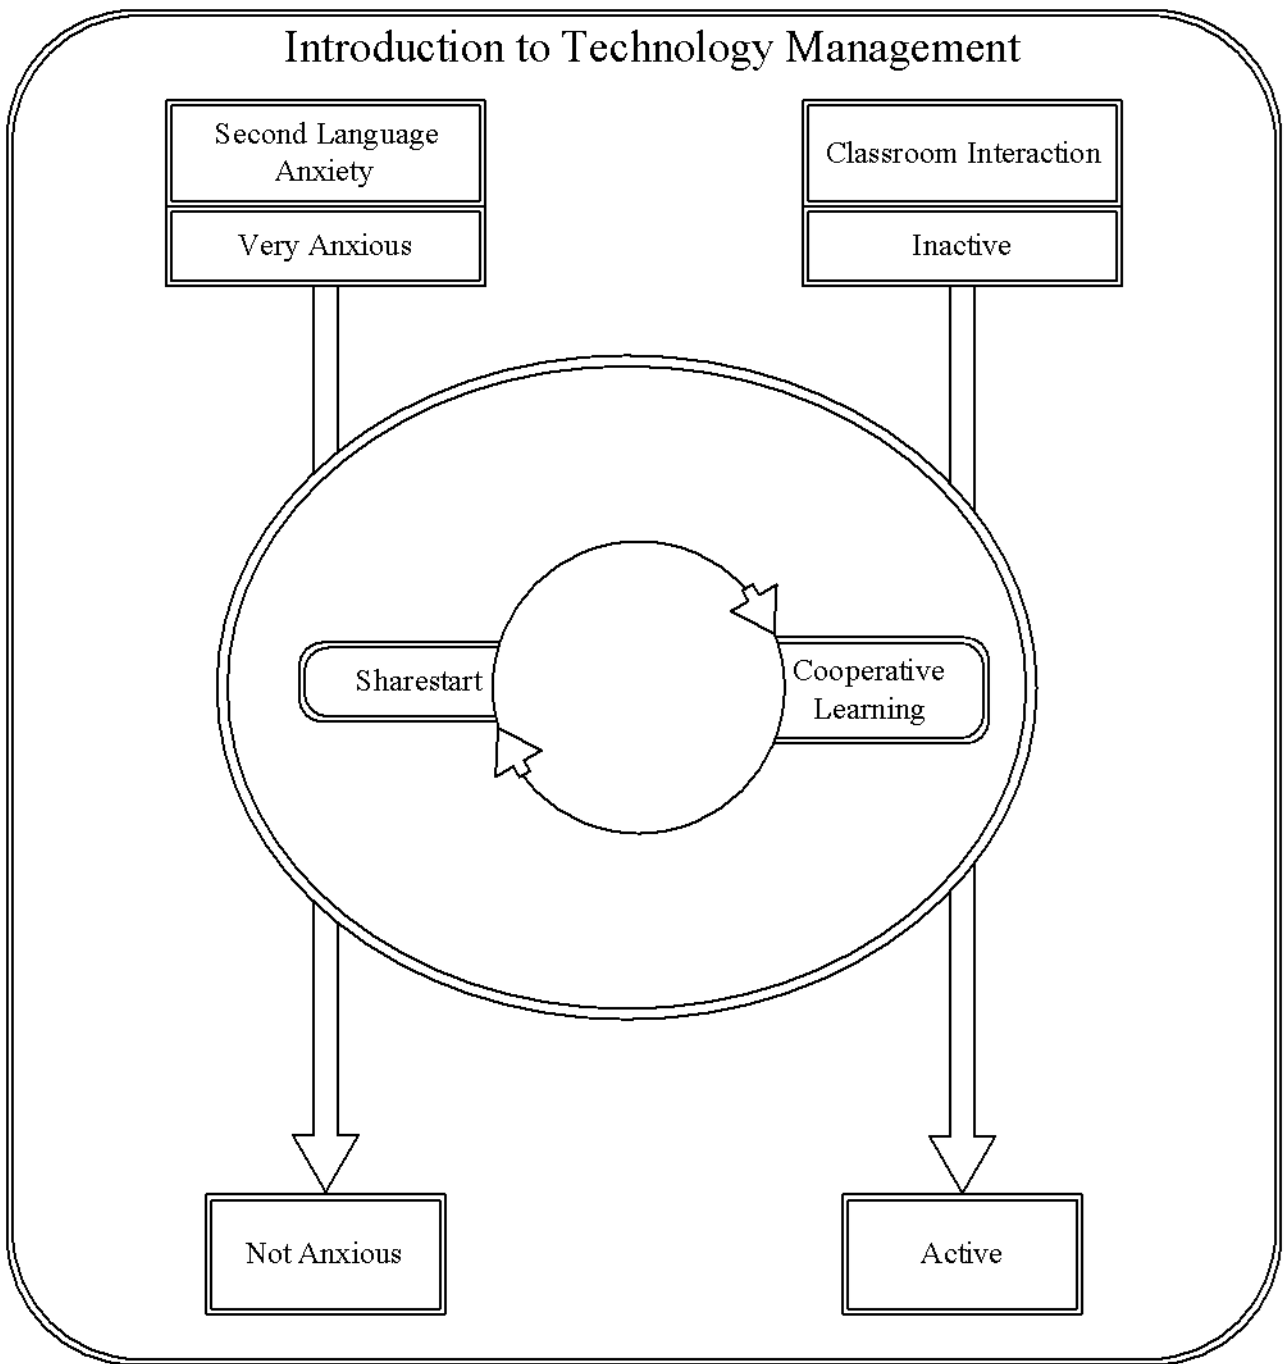 Introduction to Technology Management
Second Language
Anxiety
Very Anxious
Classroom Interaction
Inactive
Sharestart
Cooperative
Learning
Not Anxious
Active